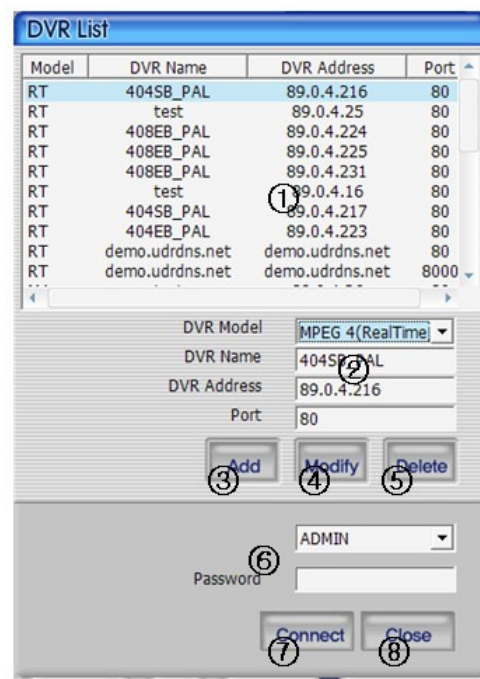 DVR List
Model DVR Name DVR Address Port
RT 404SB_PAL 89.0.4.216 80
RT test 89.0.4.25 80
RT 408EB_PAL 89.0.4.224 80
RT 408EB_PAL 89.0.4.225 80
RT 408EB_PAL 89.0.4.231 80
RT test ① 89.0.4.16 80
RT 404SB_PAL 89.0.4.217 80
RT 404EB_PAL 89.0.4.223 80
RT demo.udrdns.net demo.udrdns.net 80
RT demo.udrdns.net demo.udrdns.net 8000
DVR Model MPEG 4(RealTime)
DVR Name 404SB_PAL ②
DVR Address 89.0.4.216
Port 80
Add Modify Delete
③ ④ ⑤
ADMIN
⑥
Password
Connect Close
⑦ ⑧